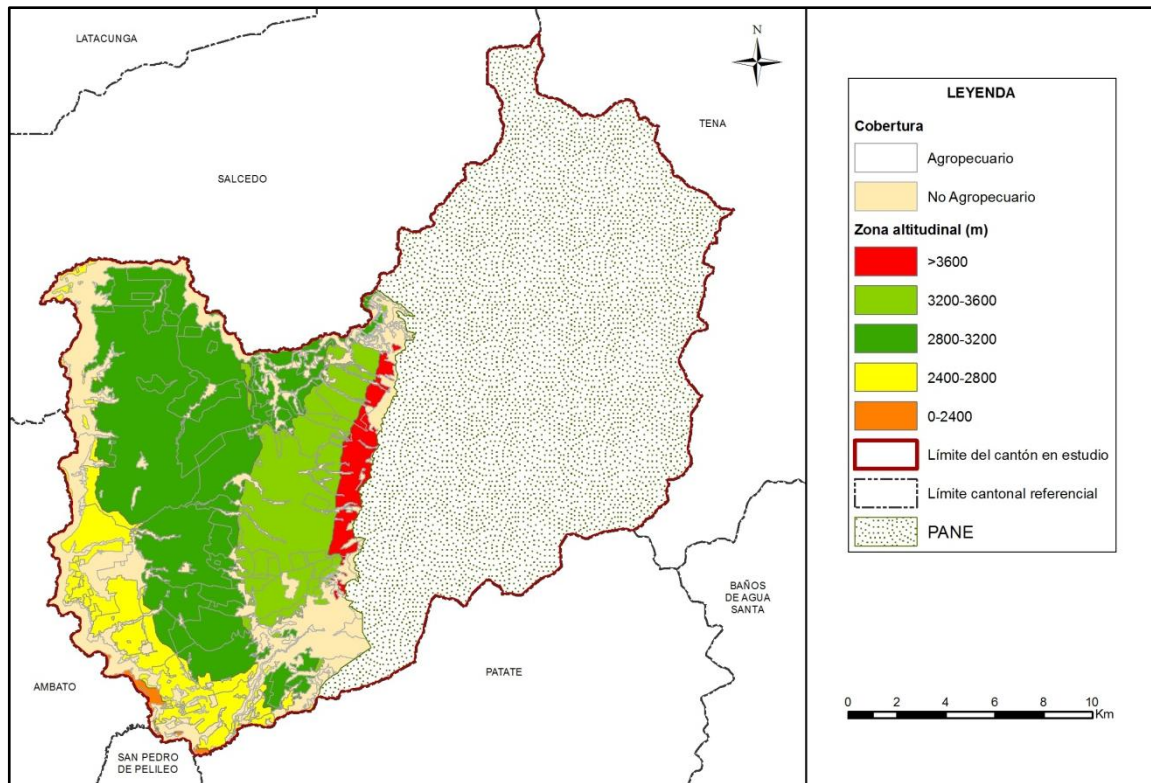 LATACUNGA
N
TENA
SALCEDO
BAÑOS
DE AGUA
SANTA
PATATE
AMBATO
SAN PEDRO
DE PELILEO
LEYENDA
Cobertura
Agropecuario
No Agropecuario
Zona altitudinal (m)
>3600
3200-3600
2800-3200
2400-2800
0-2400
Límite del cantón en estudio
Límite cantonal referencial
PANE
0 2 4 6 8 10
Km